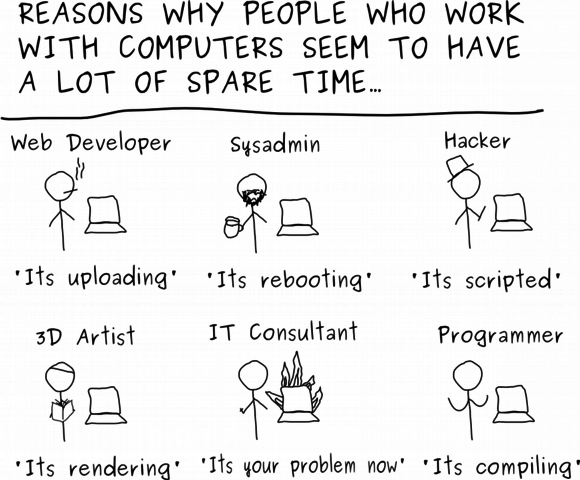 REASONS WHY PEOPLE WHO WORK
WITH COMPUTERS SEEM TO HAVE
A LOT OF SPARE TIME...
Web Developer
Sysadmin
Hacker
'Its uploading'
'Its rebooting'
'Its scripted'
3D Artist
IT Consultant
Programmer
'Its rendering'
'Its your problem now'
'Its compiling'